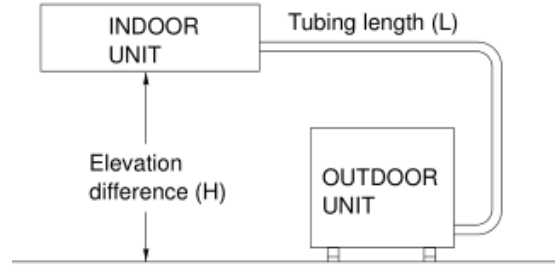 INDOOR
UNIT
Tubing length (L)
Elevation
difference (H)
OUTDOOR
UNIT